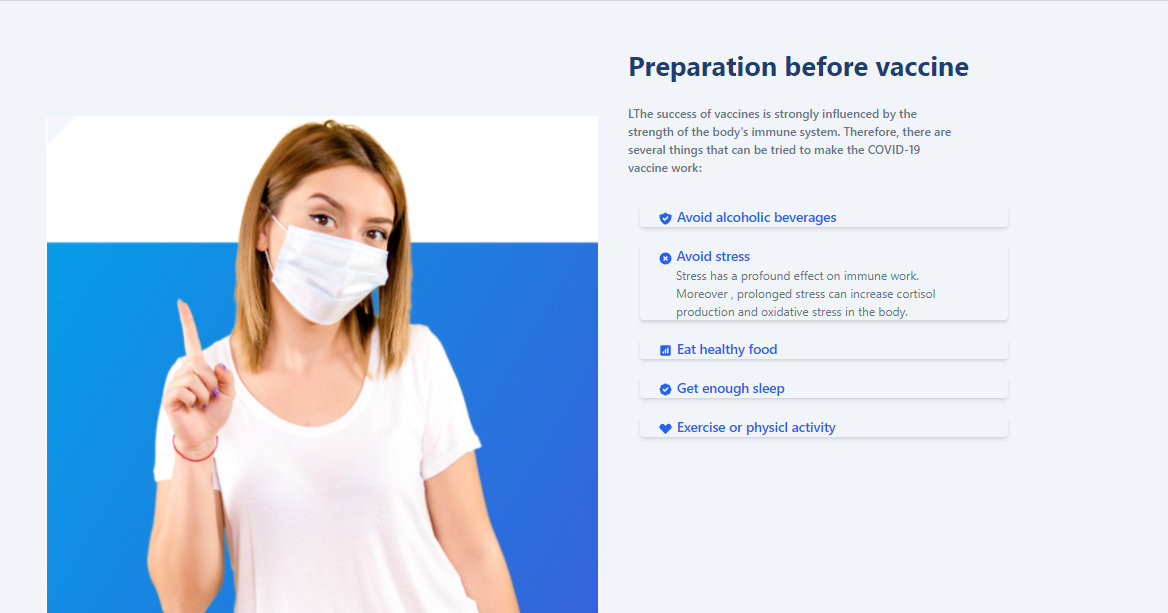 Preparation before vaccine
LThe success of vaccines is strongly influenced by the
strength of the body's immune system. Therefore, there are
several things that can be tried to make the COVID-19
vaccine work:
Avoid alcoholic beverages
Avoid stress
Stress has a profound effect on immune work.
Moreover , prolonged stress can increase cortisol
production and oxidative stress in the body.
Eat healthy food
Get enough sleep
Exercise or physicl activity